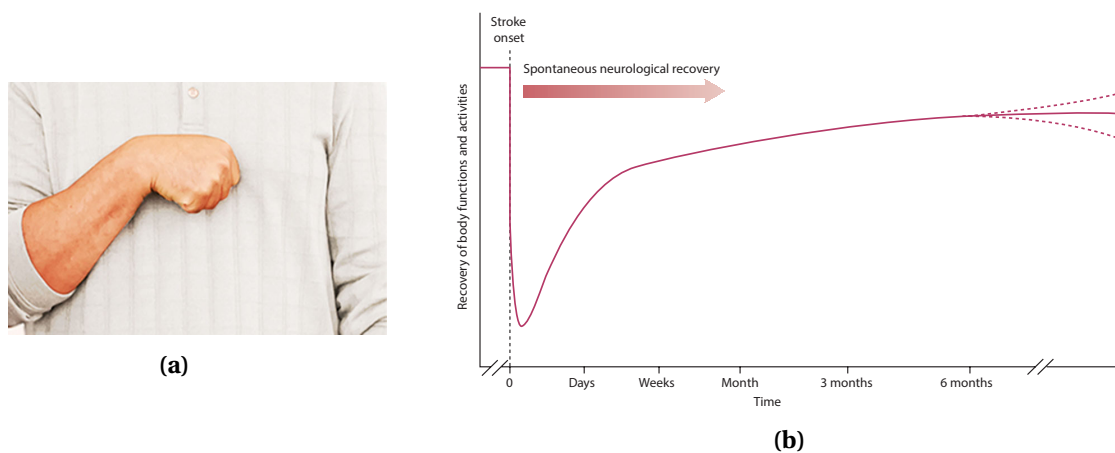 Stroke
onset
Spontaneous neurological recovery
Recovery of body functions and activities
0 Days Weeks Month 3 months 6 months
Time
(a)
(b)